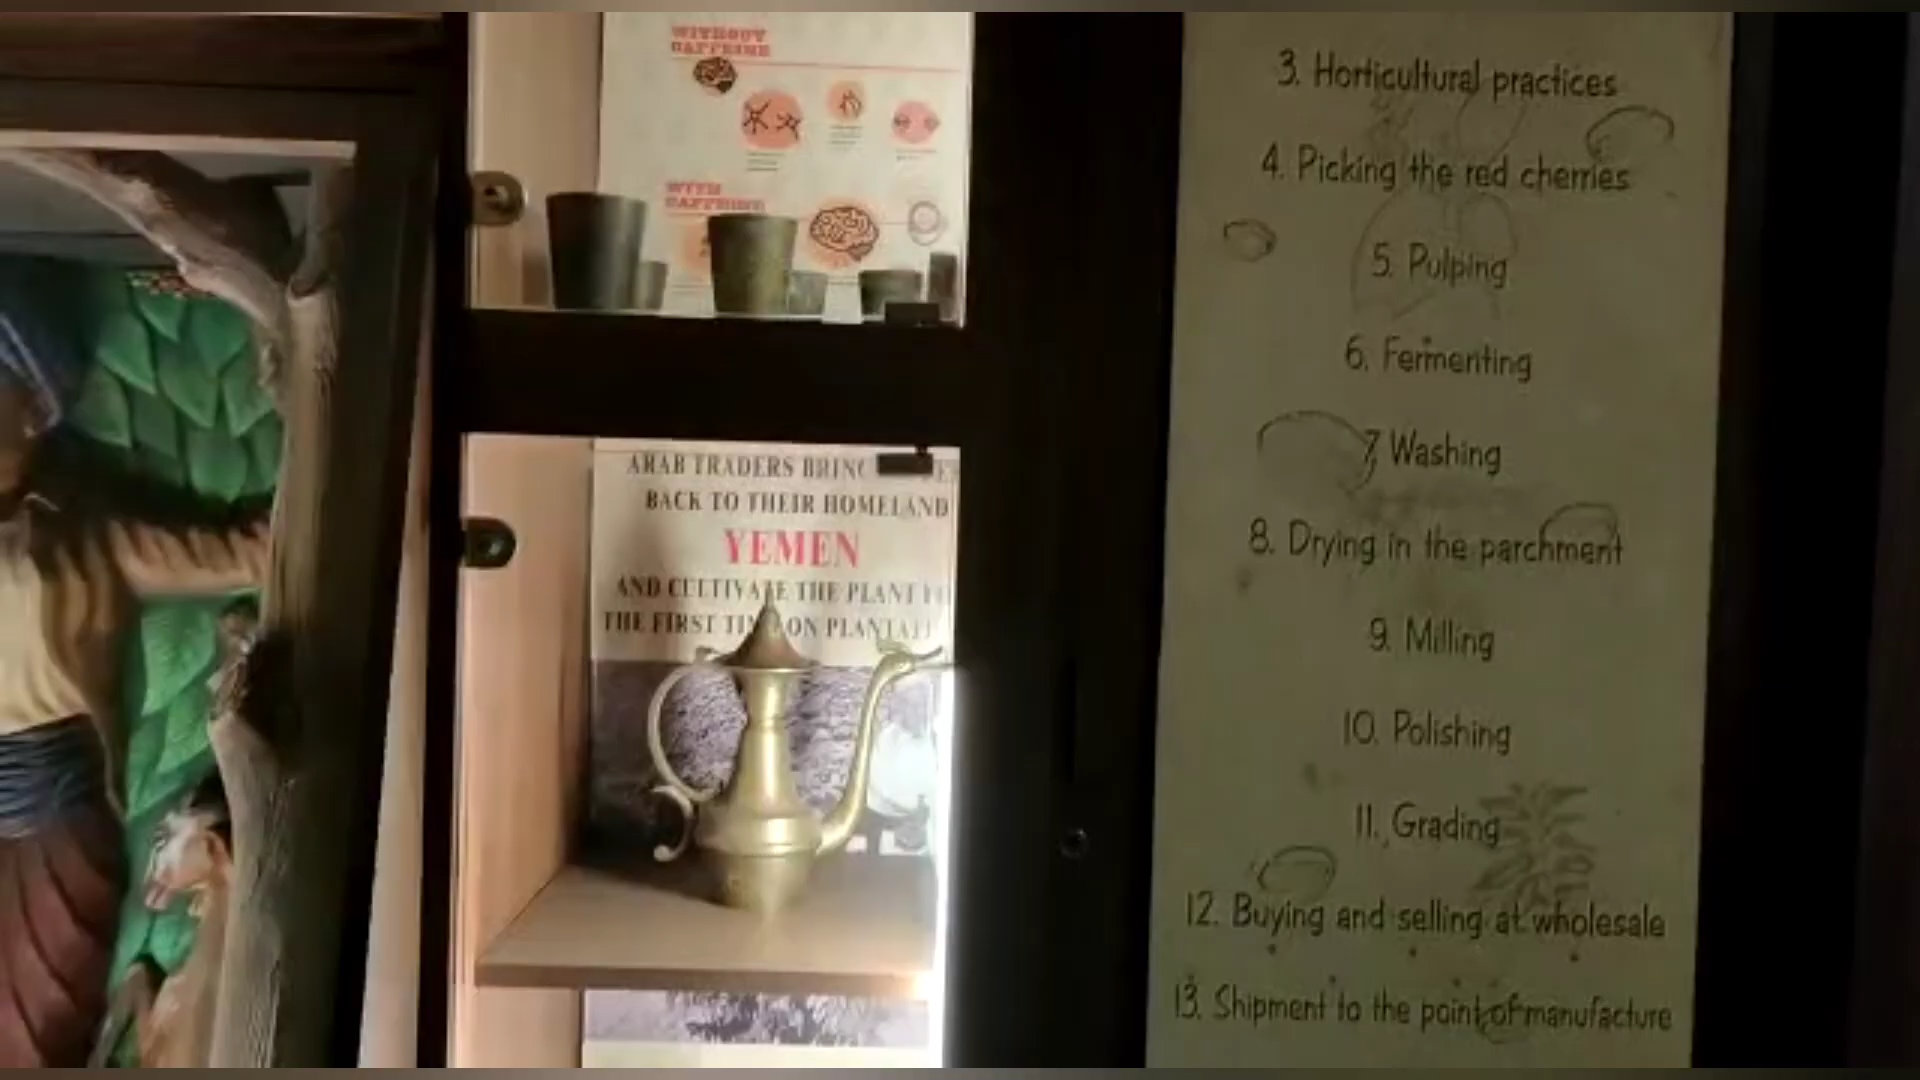 WITHOUT
CAFFEINE
WITH
CAFFEINE
ARAB TRADERS BRING
BACK TO THEIR HOMELAND
YEMEN
AND CULTIVATE THE PLANT
THE FIRST ON
3. Horticultural practices
4. Picking the red cherries
5. Pulping
6. Fermenting
7. Washing
8. Drying in the parchment
9. Milling
10. Polishing
11. Grading
12. Buying and selling at wholesale
13. Shipment to the point of manufacture